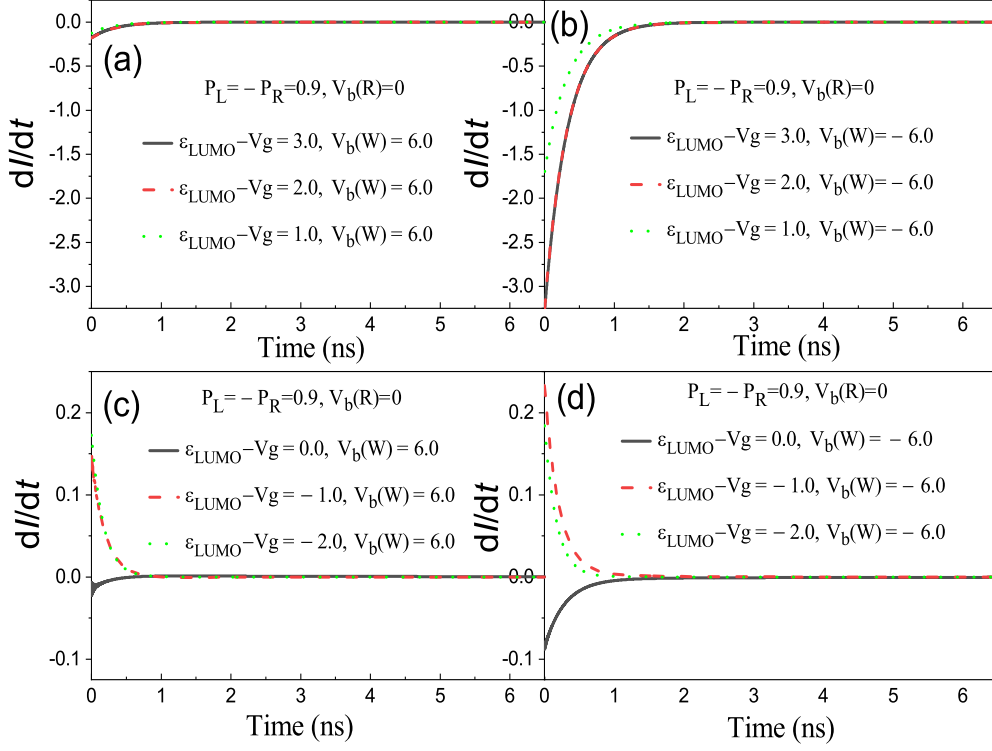 (a)
P_L= – P_R=0.9, V_b(R)=0
ε_LUMO–Vg = 3.0, V_b(W) = 6.0
ε_LUMO–Vg = 2.0, V_b(W) = 6.0
ε_LUMO–Vg = 1.0, V_b(W) = 6.0
dI/dt
0.0
-0.5
-1.0
-1.5
-2.0
-2.5
-3.0
0 1 2 3 4 5 6
Time (ns)
(b)
P_L= – P_R=0.9, V_b(R)=0
ε_LUMO–Vg = 3.0, V_b(W)= – 6.0
ε_LUMO–Vg = 2.0, V_b(W)= – 6.0
ε_LUMO–Vg = 1.0, V_b(W)= – 6.0
dI/dt
0.0
-0.5
-1.0
-1.5
-2.0
-2.5
-3.0
0 1 2 3 4 5 6
Time (ns)
(c)
P_L= – P_R=0.9, V_b(R)=0
ε_LUMO–Vg = 0.0, V_b(W) = 6.0
ε_LUMO–Vg = – 1.0, V_b(W) = 6.0
ε_LUMO–Vg = – 2.0, V_b(W) = 6.0
dI/dt
0.2
0.1
0.0
-0.1
0 1 2 3 4 5 6
Time (ns)
(d)
P_L= – P_R=0.9, V_b(R)=0
ε_LUMO–Vg = 0.0, V_b(W) = – 6.0
ε_LUMO–Vg = – 1.0, V_b(W) = – 6.0
ε_LUMO–Vg = – 2.0, V_b(W) = – 6.0
dI/dt
0.2
0.1
0.0
-0.1
0 1 2 3 4 5 6
Time (ns)